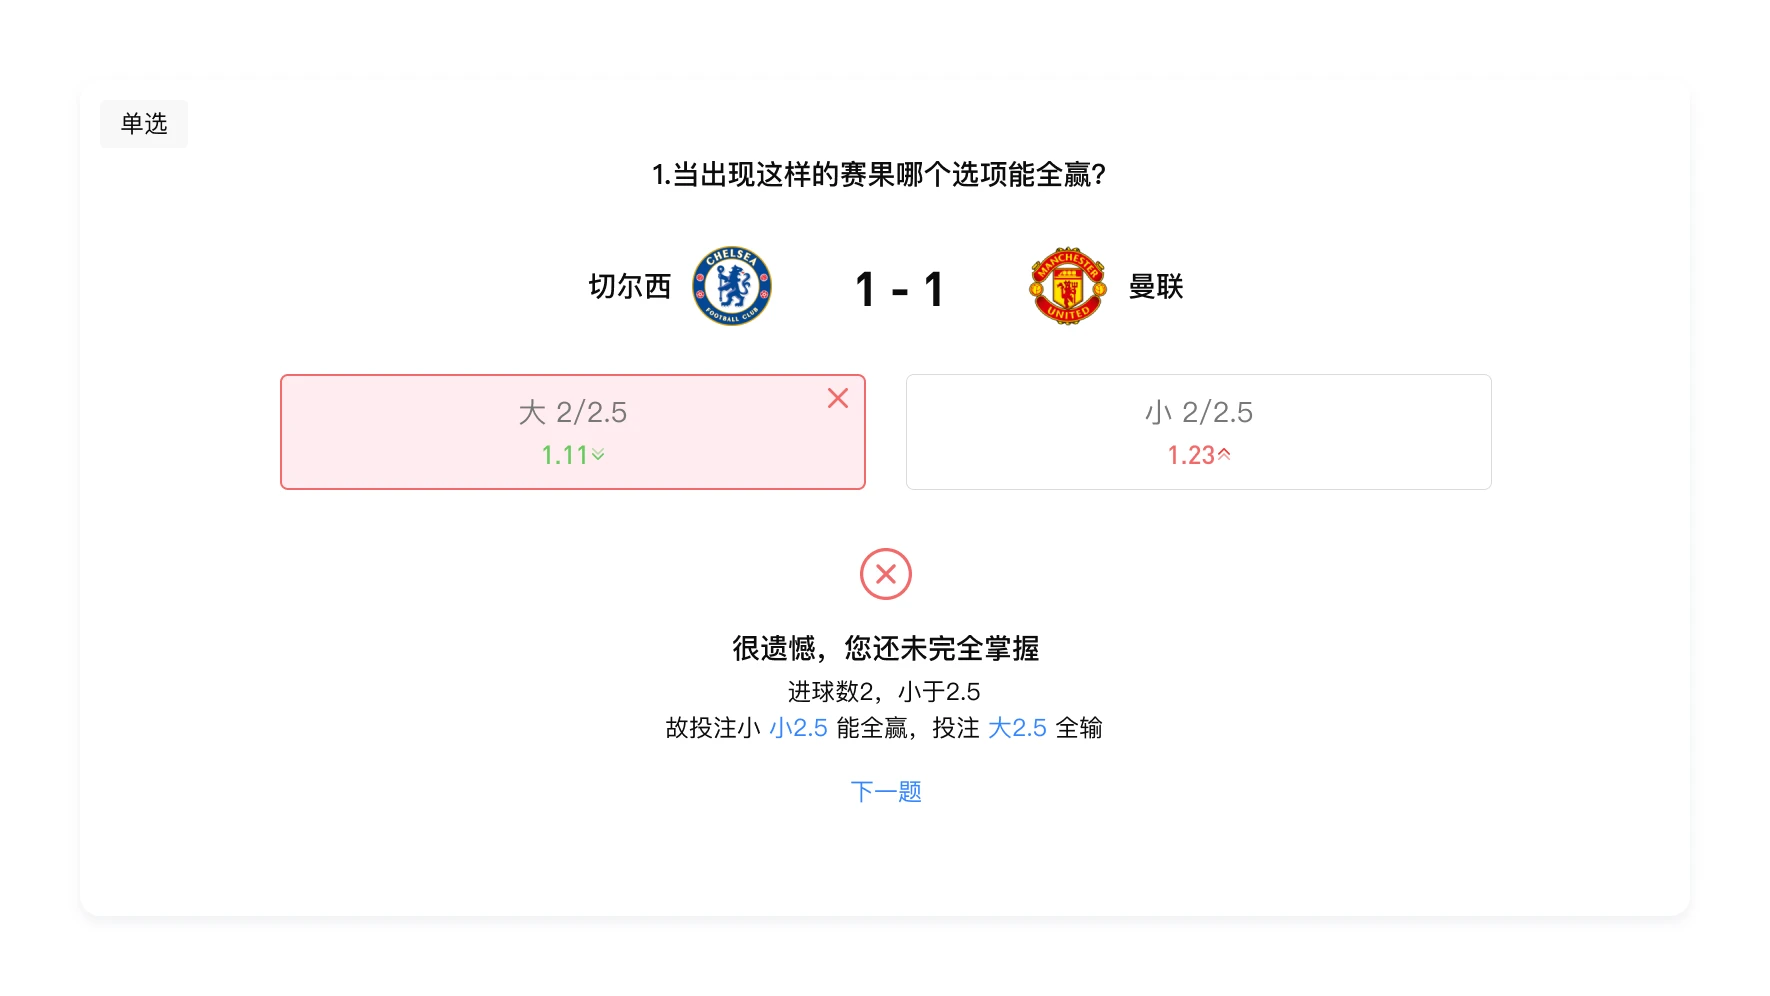 单选
1.当出现这样的赛果哪个选项能全赢?
切尔西 CHELSEA FOOTBALL CLUB 1 - 1 MANCHESTER UNITED 曼联
大 2/2.5
1.11
小 2/2.5
1.23
很遗憾，您还未完全掌握
进球数2，小于2.5
故投注小 小2.5 能全赢，投注 大2.5 全输
下一题